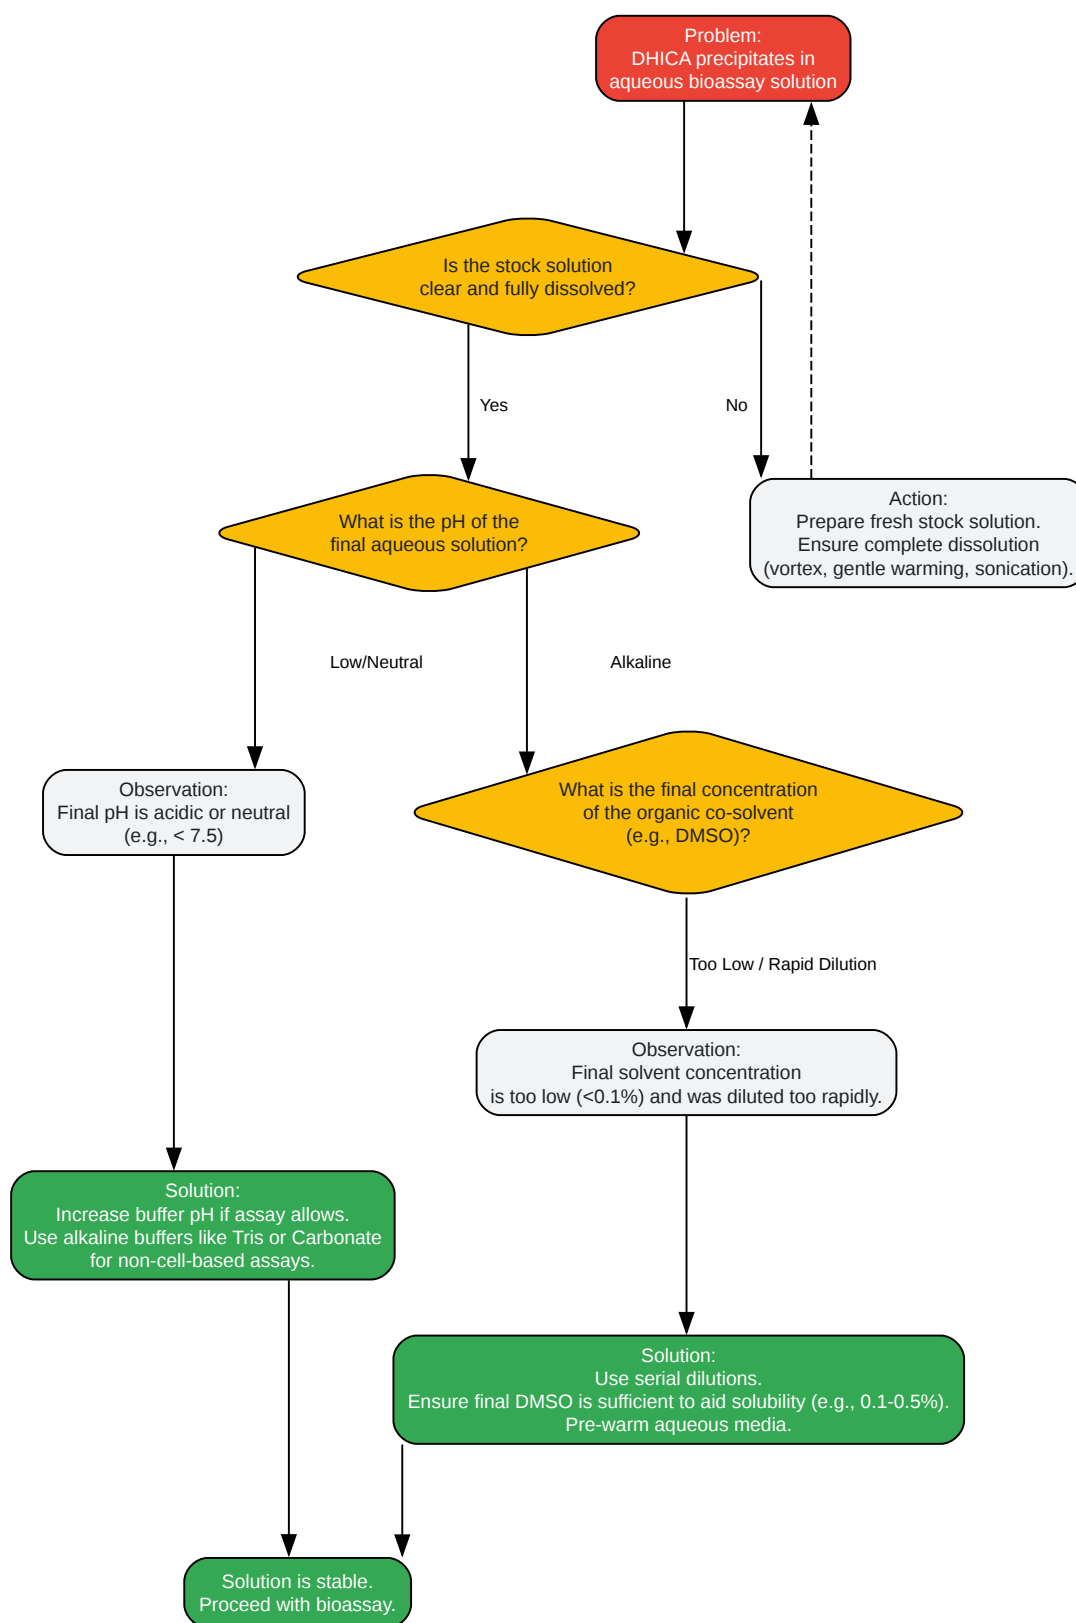 Problem:
DHICA precipitates in
aqueous bioassay solution
Is the stock solution
clear and fully dissolved?
Yes
No
What is the pH of the
final aqueous solution?
Action:
Prepare fresh stock solution.
Ensure complete dissolution
(vortex, gentle warming, sonication).
Low/Neutral
Alkaline
Observation:
Final pH is acidic or neutral
(e.g., < 7.5)
What is the final concentration
of the organic co-solvent
(e.g., DMSO)?
Too Low / Rapid Dilution
Observation:
Final solvent concentration
is too low (<0.1%) and was diluted too rapidly.
Solution:
Increase buffer pH if assay allows.
Use alkaline buffers like Tris or Carbonate
for non-cell-based assays.
Solution:
Use serial dilutions.
Ensure final DMSO is sufficient to aid solubility (e.g., 0.1-0.5%).
Pre-warm aqueous media.
Solution is stable.
Proceed with bioassay.